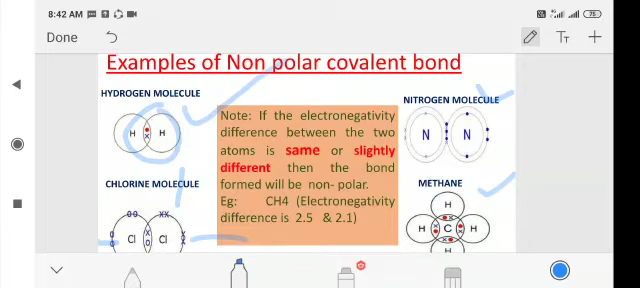 8:42 AM
75
Done
TT
Examples of Non polar covalent bond
HYDROGEN MOLECULE
H H
CHLORINE MOLECULE
Cl Cl
Note: If the electronegativity
difference between the two
atoms is same or slightly
different then the bond
formed will be non- polar.
Eg: CH4 (Electronegativity
difference is 2.5 & 2.1)
NITROGEN MOLECULE
N N
METHANE
H
H C H
H